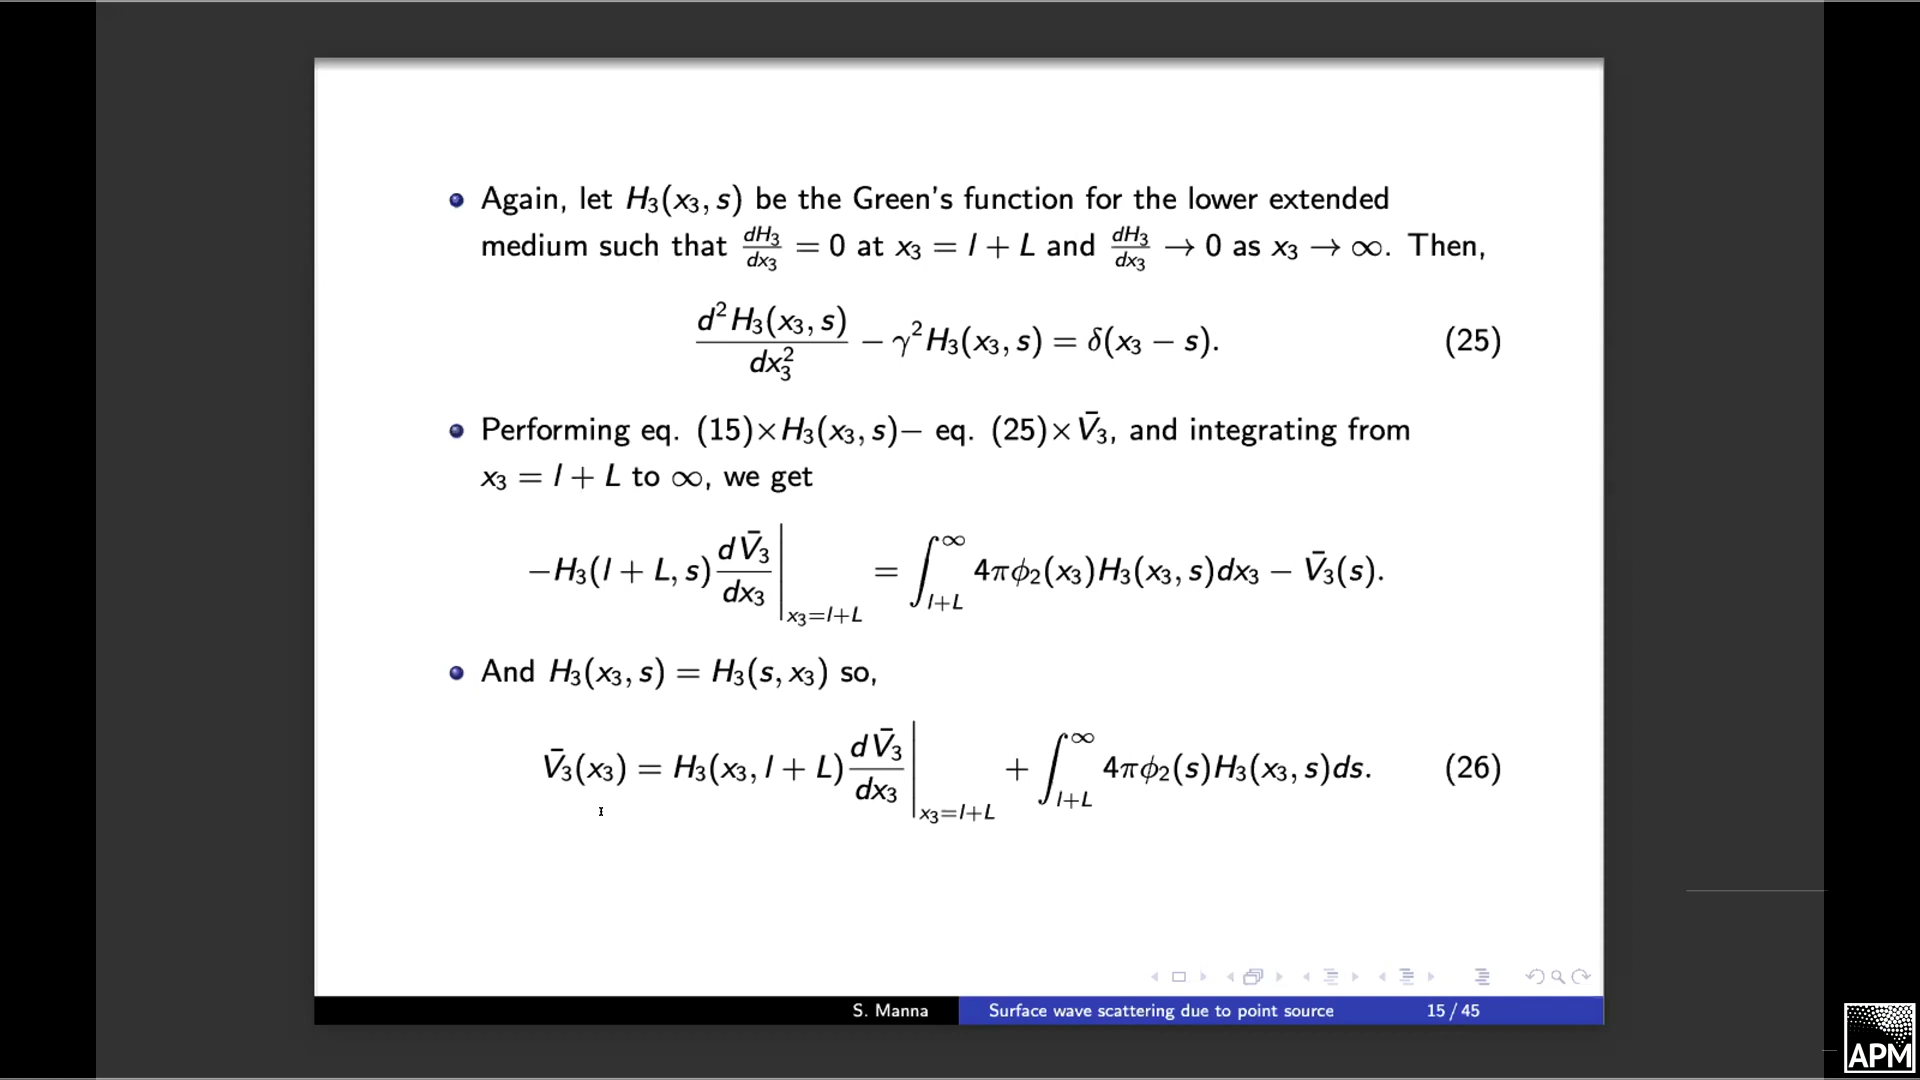 Again, let H₃(x₃, s) be the Green's function for the lower extended
medium such that dH₃/dx₃ = 0 at x₃ = l + L and dH₃/dx₃ → 0 as x₃ → ∞. Then,
d²H₃(x₃, s)/dx₃² − γ²H₃(x₃, s) = δ(x₃ − s). (25)
Performing eq. (15)×H₃(x₃, s)− eq. (25)×V̄₃, and integrating from
x₃ = l + L to ∞, we get
−H₃(l + L, s) dV̄₃/dx₃ |_{x₃=l+L} = ∫_{l+L}^{∞} 4πϕ₂(x₃)H₃(x₃, s)dx₃ − V̄₃(s).
And H₃(x₃, s) = H₃(s, x₃) so,
V̄₃(x₃) = H₃(x₃, l + L) dV̄₃/dx₃ |_{x₃=l+L} + ∫_{l+L}^{∞} 4πϕ₂(s)H₃(x₃, s)ds. (26)
S. Manna Surface wave scattering due to point source 15 / 45
APM